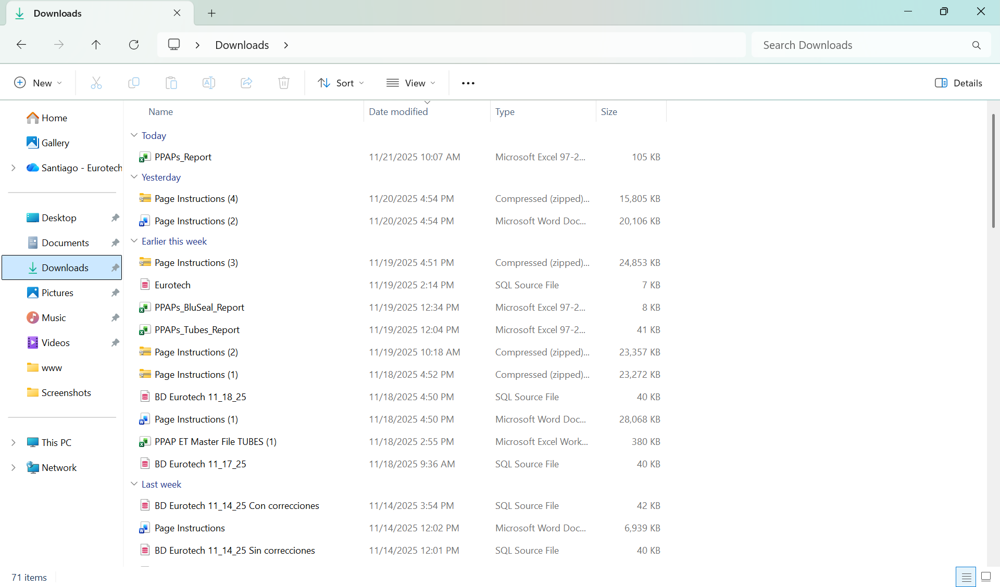 Downloads
Downloads
Search Downloads
New
Sort
View
Details
Name Date modified Type Size
Home
Gallery
Santiago - Eurotech
Desktop
Documents
Downloads
Pictures
Music
Videos
www
Screenshots
This PC
Network
Today
PPAPs_Report 11/21/2025 10:07 AM Microsoft Excel 97-2... 105 KB
Yesterday
Page Instructions (4) 11/20/2025 4:54 PM Compressed (zipped)... 15,805 KB
Page Instructions (2) 11/20/2025 4:54 PM Microsoft Word Doc... 20,106 KB
Earlier this week
Page Instructions (3) 11/19/2025 4:51 PM Compressed (zipped)... 24,853 KB
Eurotech 11/19/2025 2:14 PM SQL Source File 7 KB
PPAPs_BluSeal_Report 11/19/2025 12:34 PM Microsoft Excel 97-2... 8 KB
PPAPs_Tubes_Report 11/19/2025 12:04 PM Microsoft Excel 97-2... 41 KB
Page Instructions (2) 11/19/2025 10:18 AM Compressed (zipped)... 23,357 KB
Page Instructions (1) 11/18/2025 4:52 PM Compressed (zipped)... 23,272 KB
BD Eurotech 11_18_25 11/18/2025 4:50 PM SQL Source File 40 KB
Page Instructions (1) 11/18/2025 4:50 PM Microsoft Word Doc... 28,068 KB
PPAP ET Master File TUBES (1) 11/18/2025 2:55 PM Microsoft Excel Work... 380 KB
BD Eurotech 11_17_25 11/18/2025 9:36 AM SQL Source File 40 KB
Last week
BD Eurotech 11_14_25 Con correcciones 11/14/2025 3:54 PM SQL Source File 42 KB
Page Instructions 11/14/2025 12:02 PM Microsoft Word Doc... 6,939 KB
BD Eurotech 11_14_25 Sin correcciones 11/14/2025 12:01 PM SQL Source File 40 KB
71 items